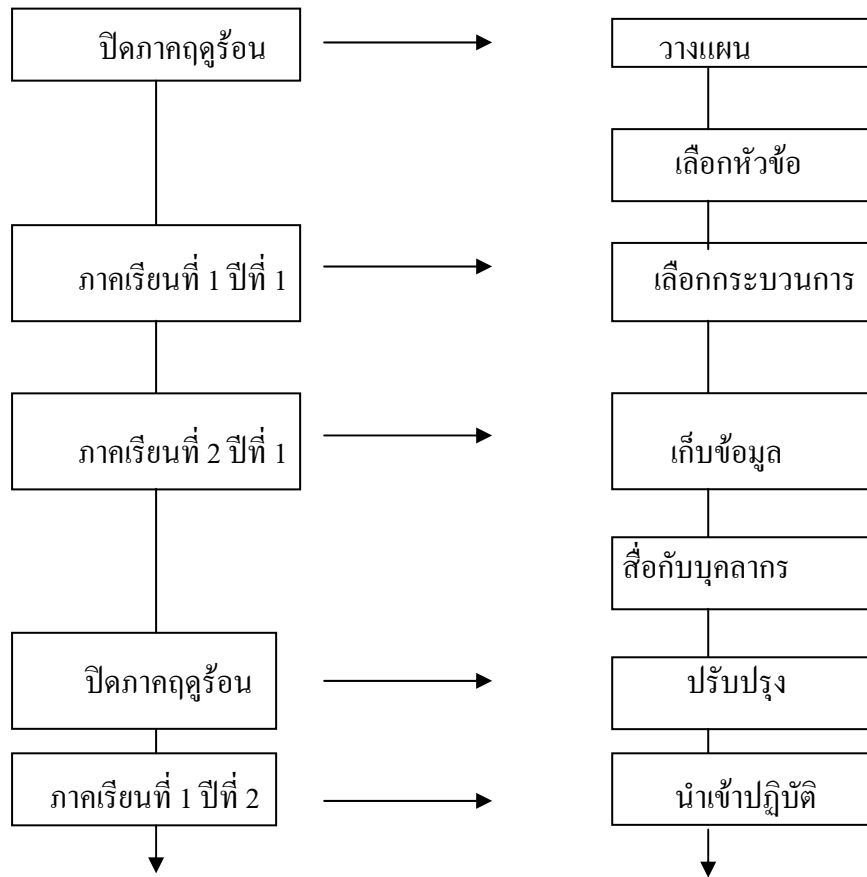 ปิดภาคฤดูร้อน
วางแผน
เลือกหัวข้อ
ภาคเรียนที่ 1 ปีที่ 1
เลือกกระบวนการ
ภาคเรียนที่ 2 ปีที่ 1
เก็บข้อมูล
สื่อกับบุคลากร
ปิดภาคฤดูร้อน
ปรับปรุง
ภาคเรียนที่ 1 ปีที่ 2
นำเข้าปฏิบัติ